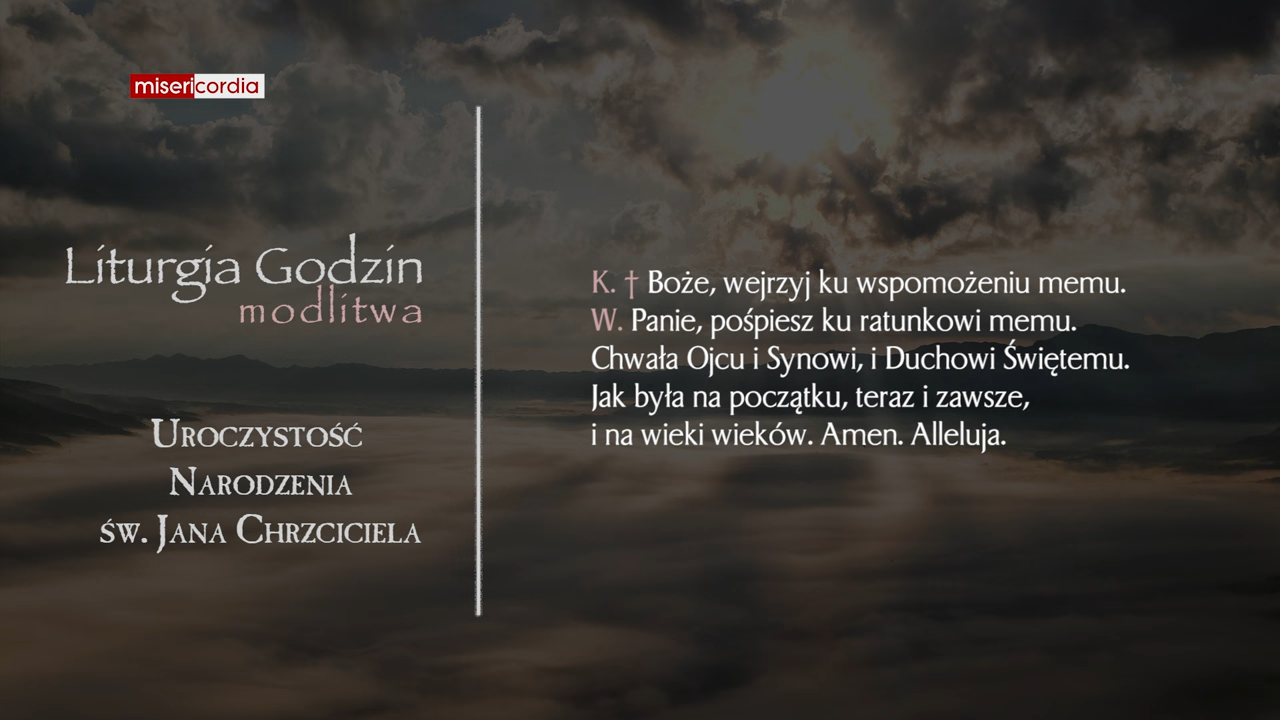 misericordia
Liturgia Godzin
modlitwa
Uroczystość
Narodzenia
św. Jana Chrzciciela
K. † Boże, wejrzyj ku wspomożeniu memu.
W. Panie, pośpiesz ku ratunkowi memu.
Chwała Ojcu i Synowi, i Duchowi Świętemu.
Jak była na początku, teraz i zawsze,
i na wieki wieków. Amen. Alleluja.